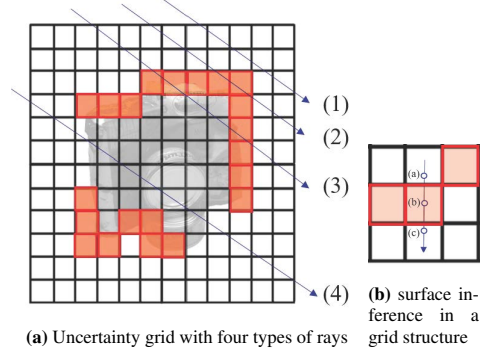 (1)
(2)
(3)
(4)
(a)
(b)
(c)
(a) Uncertainty grid with four types of rays
(b) surface in-
ference in a
grid structure